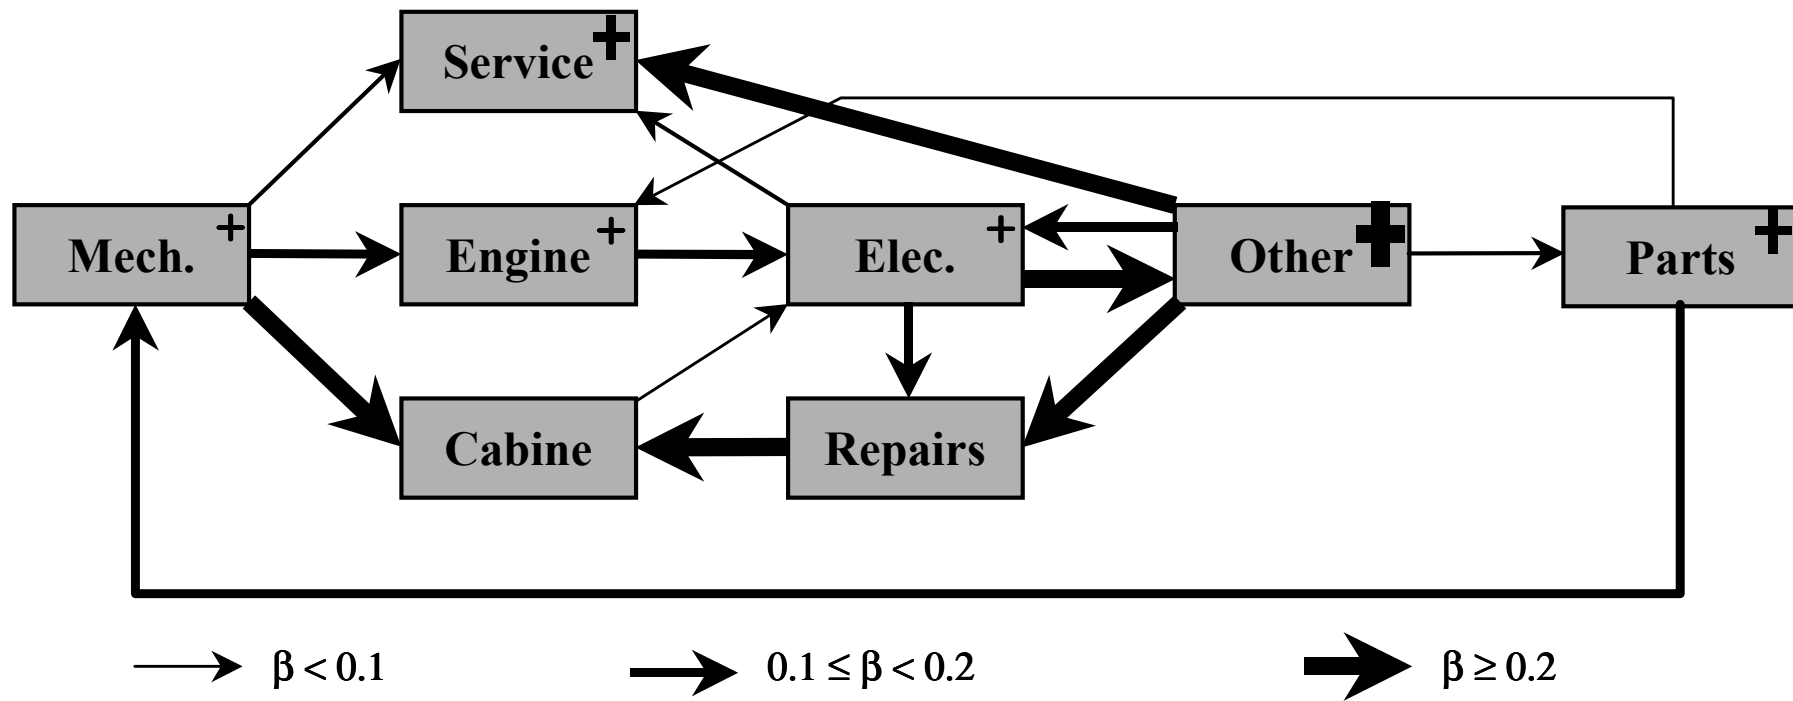 Service +
Mech. +
Engine +
Elec. +
Other +
Parts +
Cabine
Repairs
β < 0.1
0.1 ≤ β < 0.2
β ≥ 0.2